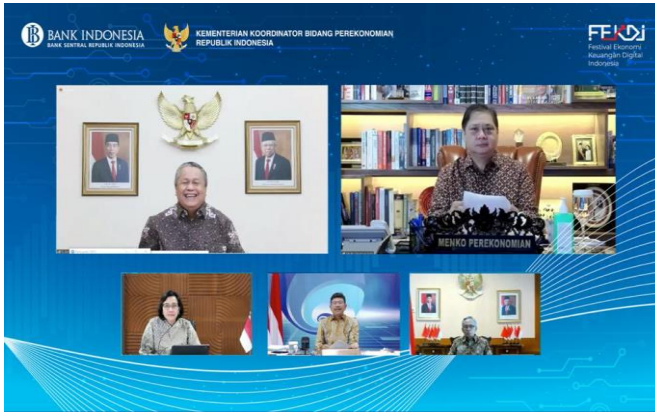 BANK INDONESIA
BANK SENTRAL REPUBLIK INDONESIA
KEMENTERIAN KOORDINATOR BIDANG PEREKONOMIAN
REPUBLIK INDONESIA
FEKDI
Festival Ekonomi
Keuangan Digital
Indonesia
MENKO PEREKONOMIAN